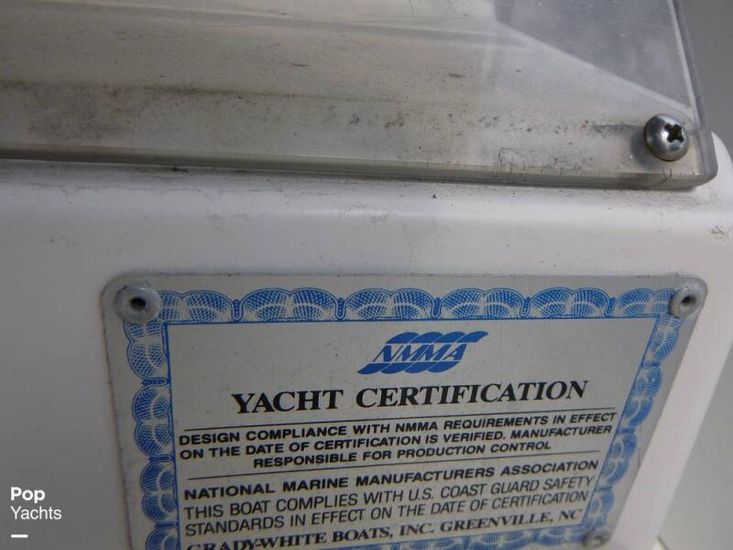 NMMA
YACHT CERTIFICATION
DESIGN COMPLIANCE WITH NMMA REQUIREMENTS IN EFFECT
ON THE DATE OF CERTIFICATION IS VERIFIED. MANUFACTURER
RESPONSIBLE FOR PRODUCTION CONTROL
NATIONAL MARINE MANUFACTURERS ASSOCIATION
THIS BOAT COMPLIES WITH U.S. COAST GUARD SAFETY
STANDARDS IN EFFECT ON THE DATE OF CERTIFICATION
GRADY-WHITE BOATS, INC. GREENVILLE, NC
Pop
Yachts